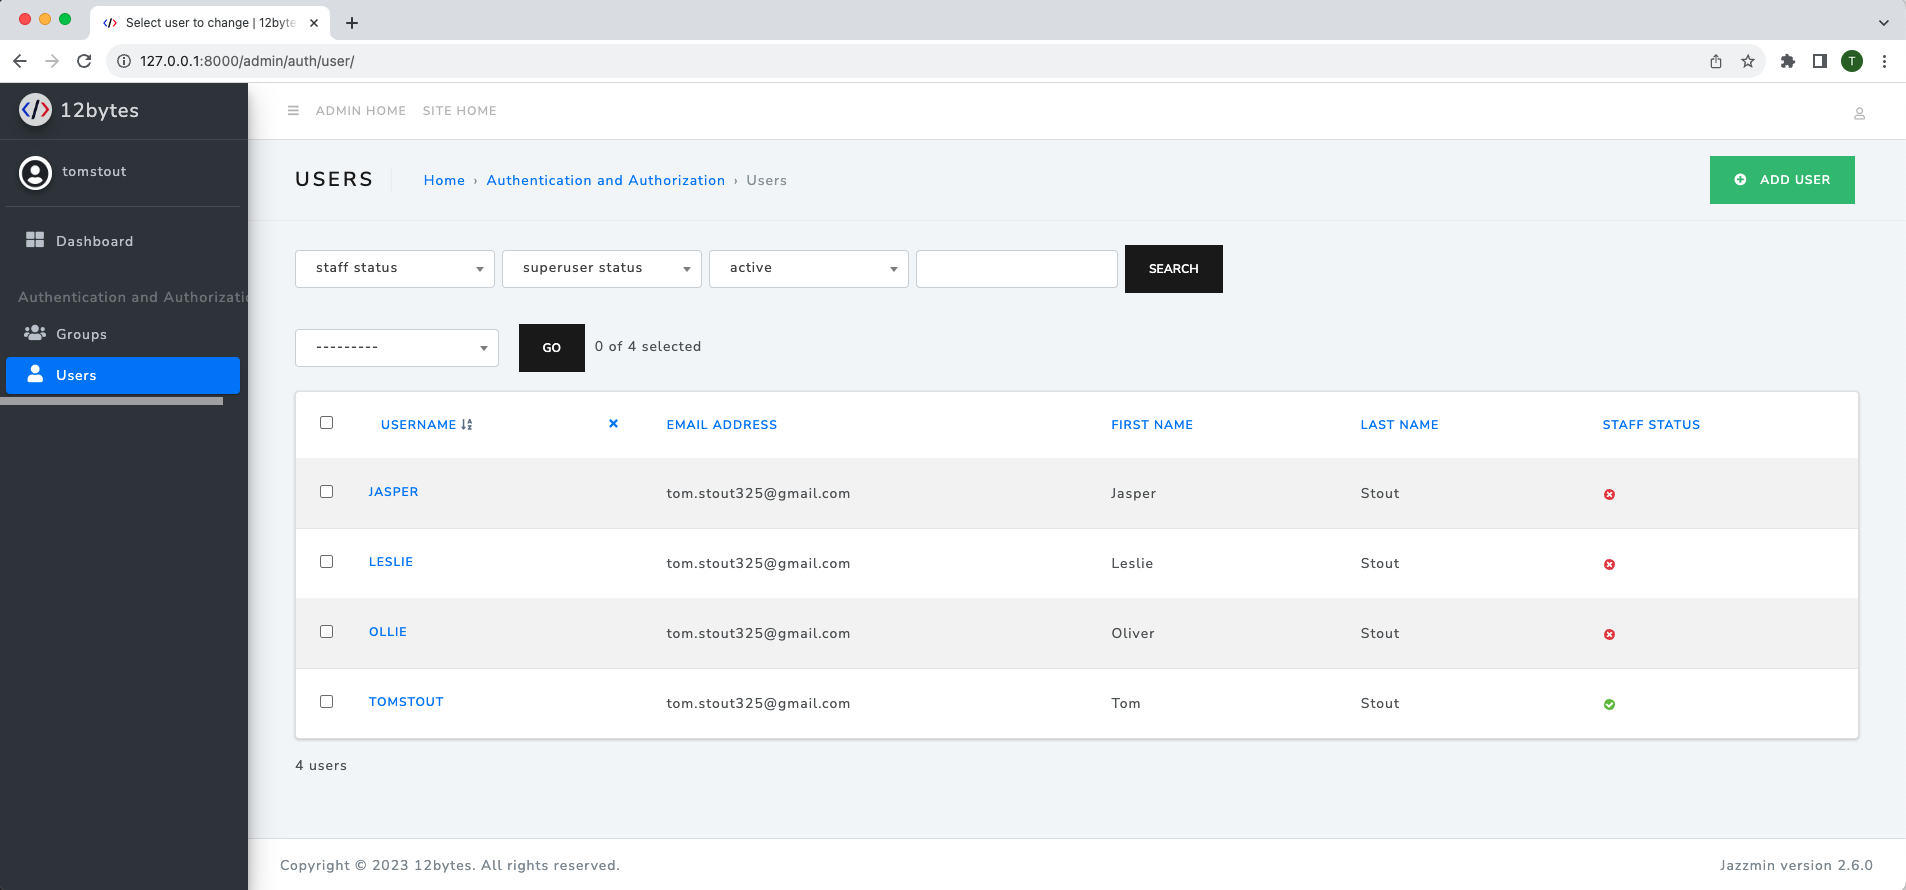 Select user to change | 12byte
127.0.0.1:8000/admin/auth/user/
T
12bytes
ADMIN HOME SITE HOME
tomstout
USERS
Home › Authentication and Authorization › Users
ADD USER
Dashboard
staff status
superuser status
active
SEARCH
Authentication and Authorizatio
Groups
Users
---------
GO
0 of 4 selected
USERNAME EMAIL ADDRESS FIRST NAME LAST NAME STAFF STATUS
JASPER tom.stout325@gmail.com Jasper Stout
LESLIE tom.stout325@gmail.com Leslie Stout
OLLIE tom.stout325@gmail.com Oliver Stout
TOMSTOUT tom.stout325@gmail.com Tom Stout
4 users
Copyright © 2023 12bytes. All rights reserved.
Jazzmin version 2.6.0